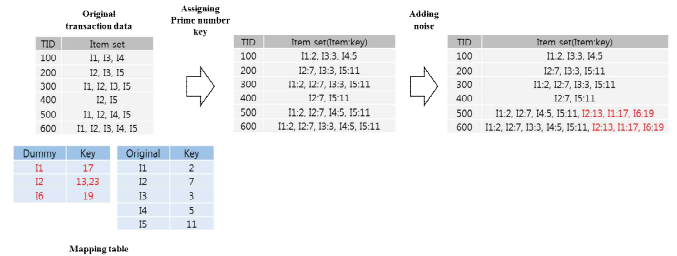 Original
transaction data
TID Item set
100 I1, I3, I4
200 I2, I3, I5
300 I1, I2, I3, I5
400 I2, I5
500 I1, I2, I4, I5
600 I1, I2, I3, I4, I5
Assigning
Prime number
key
TID Item set(Item:key)
100 I1:2, I3:3, I4:5
200 I2:7, I3:3, I5:11
300 I1:2, I2:7, I3:3, I5:11
400 I2:7, I5:11
500 I1:2, I2:7, I4:5, I5:11
600 I1:2, I2:7, I3:3, I4:5, I5:11
Adding
noise
TID Item set(Item:key)
100 I1:2, I3:3, I4:5
200 I2:7, I3:3, I5:11
300 I1:2, I2:7, I3:3, I5:11
400 I2:7, I5:11
500 I1:2, I2:7, I4:5, I5:11, I2:13, I1:17, I6:19
600 I1:2, I2:7, I3:3, I4:5, I5:11, I2:13, I1:17, I6:19
Dummy Key
I1 17
I2 13,23
I6 19
Original Key
I1 2
I2 7
I3 3
I4 5
I5 11
Mapping table